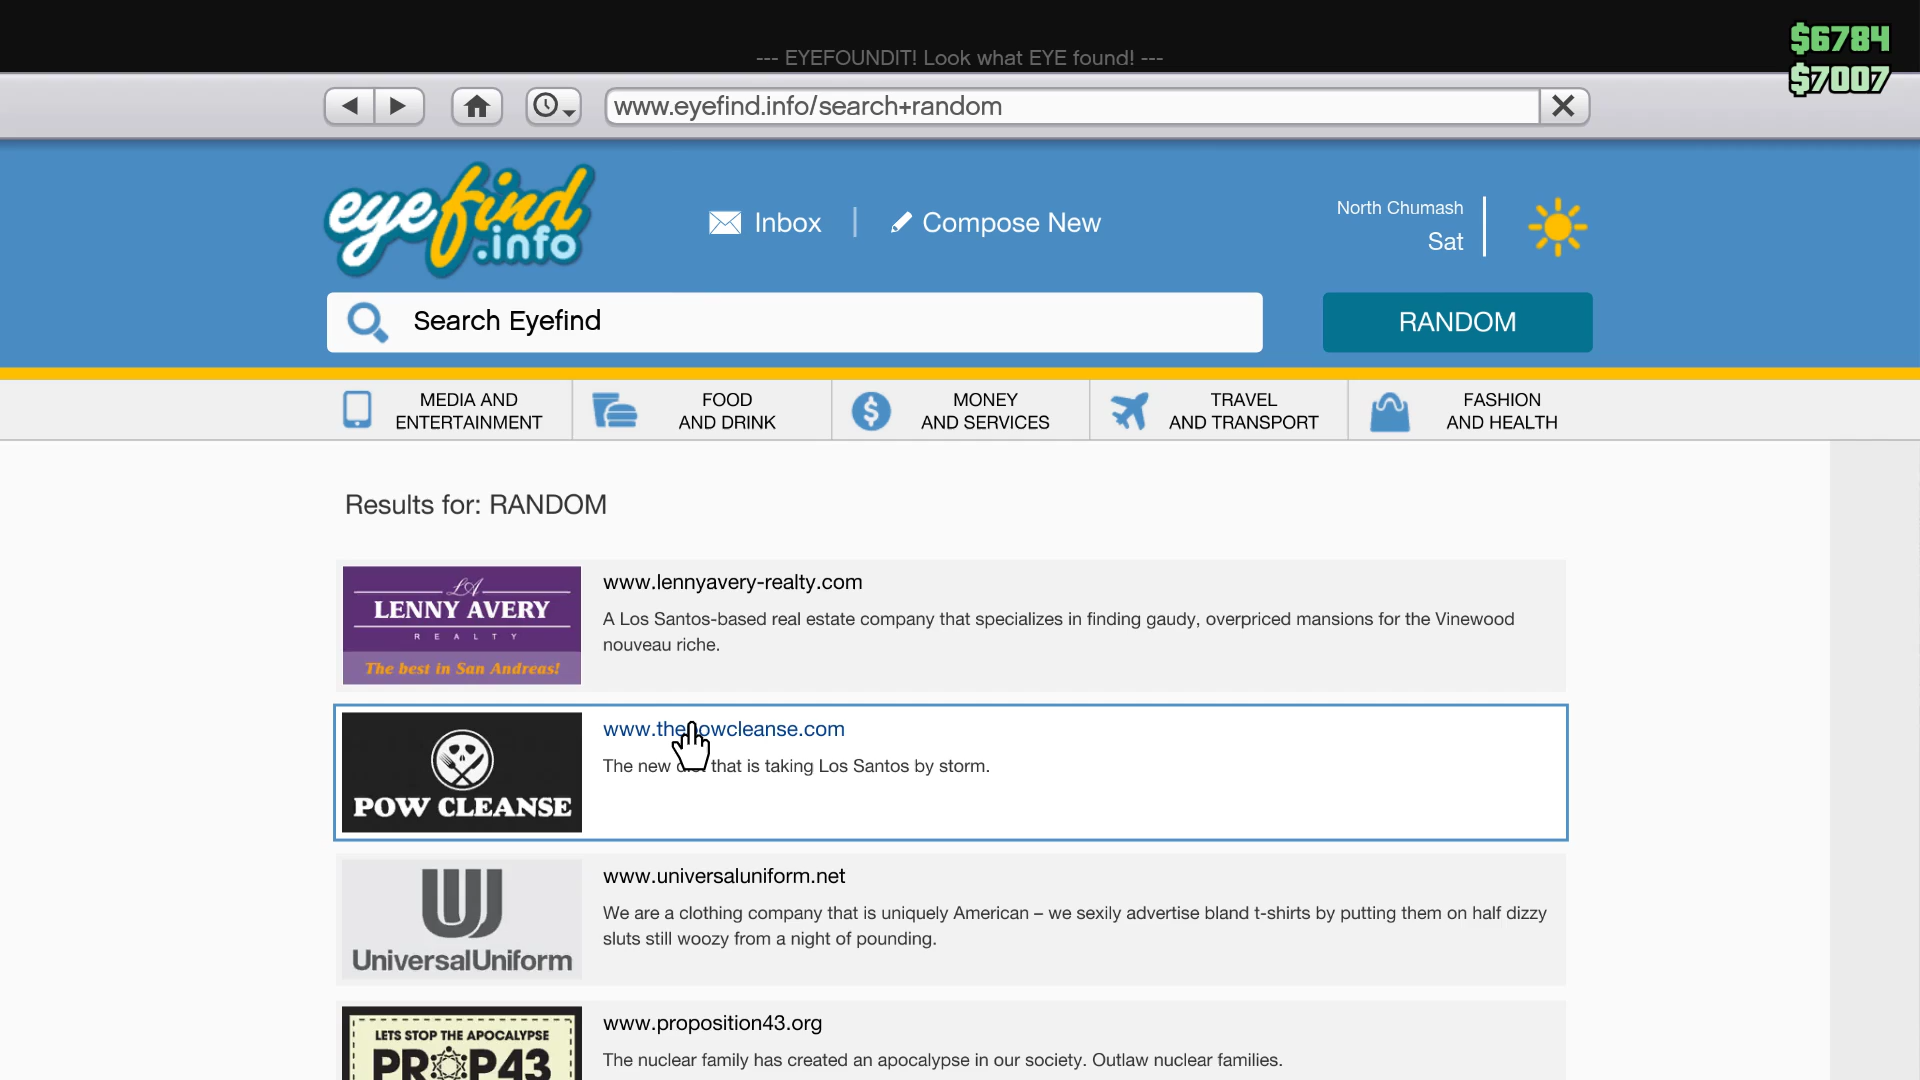 $6784
--- EYEFOUNDIT! Look what EYE found! ---
$7007
www.eyefind.info/search+random
eyefind
.info
Inbox
Compose New
North Chumash
Sat
Search Eyefind
RANDOM
MEDIA AND
ENTERTAINMENT
FOOD
AND DRINK
MONEY
AND SERVICES
TRAVEL
AND TRANSPORT
FASHION
AND HEALTH
Results for: RANDOM
LA
LENNY AVERY
REALTY
The best in San Andreas!
www.lennyavery-realty.com
A Los Santos-based real estate company that specializes in finding gaudy, overpriced mansions for the Vinewood
nouveau riche.
POW CLEANSE
www.thepowcleanse.com
The new diet that is taking Los Santos by storm.
UU
UniversalUniform
www.universaluniform.net
We are a clothing company that is uniquely American – we sexily advertise bland t-shirts by putting them on half dizzy
sluts still woozy from a night of pounding.
LETS STOP THE APOCALYPSE
PROP43
www.proposition43.org
The nuclear family has created an apocalypse in our society. Outlaw nuclear families.